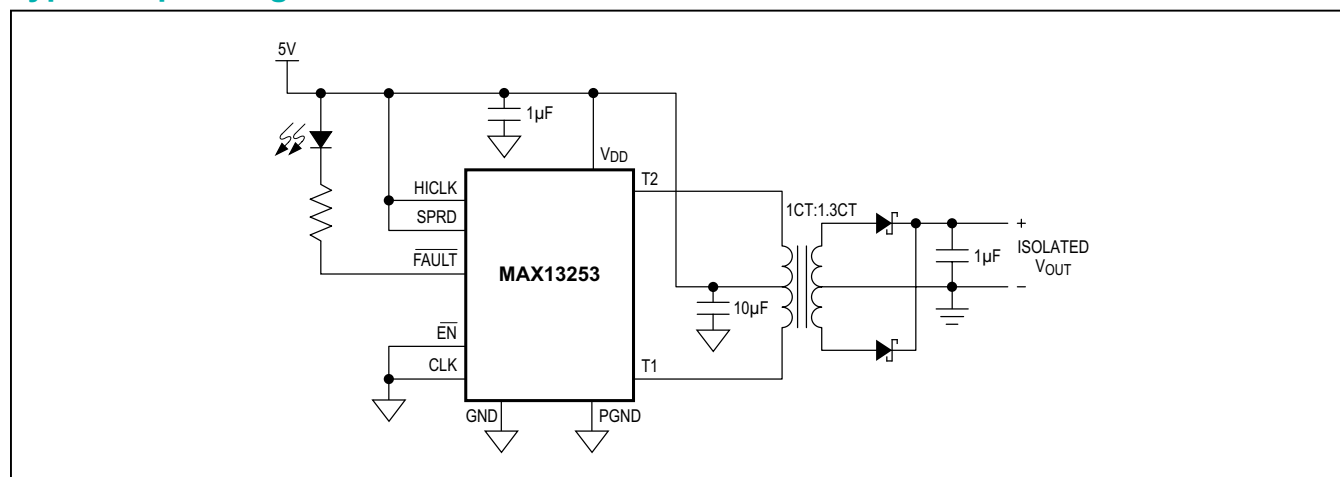 5V
1µF
VDD
T2
HICLK
1CT:1.3CT
SPRD
+
ISOLATED
VOUT
1µF
FAULT
MAX13253
−
10µF
EN
CLK
T1
GND
PGND